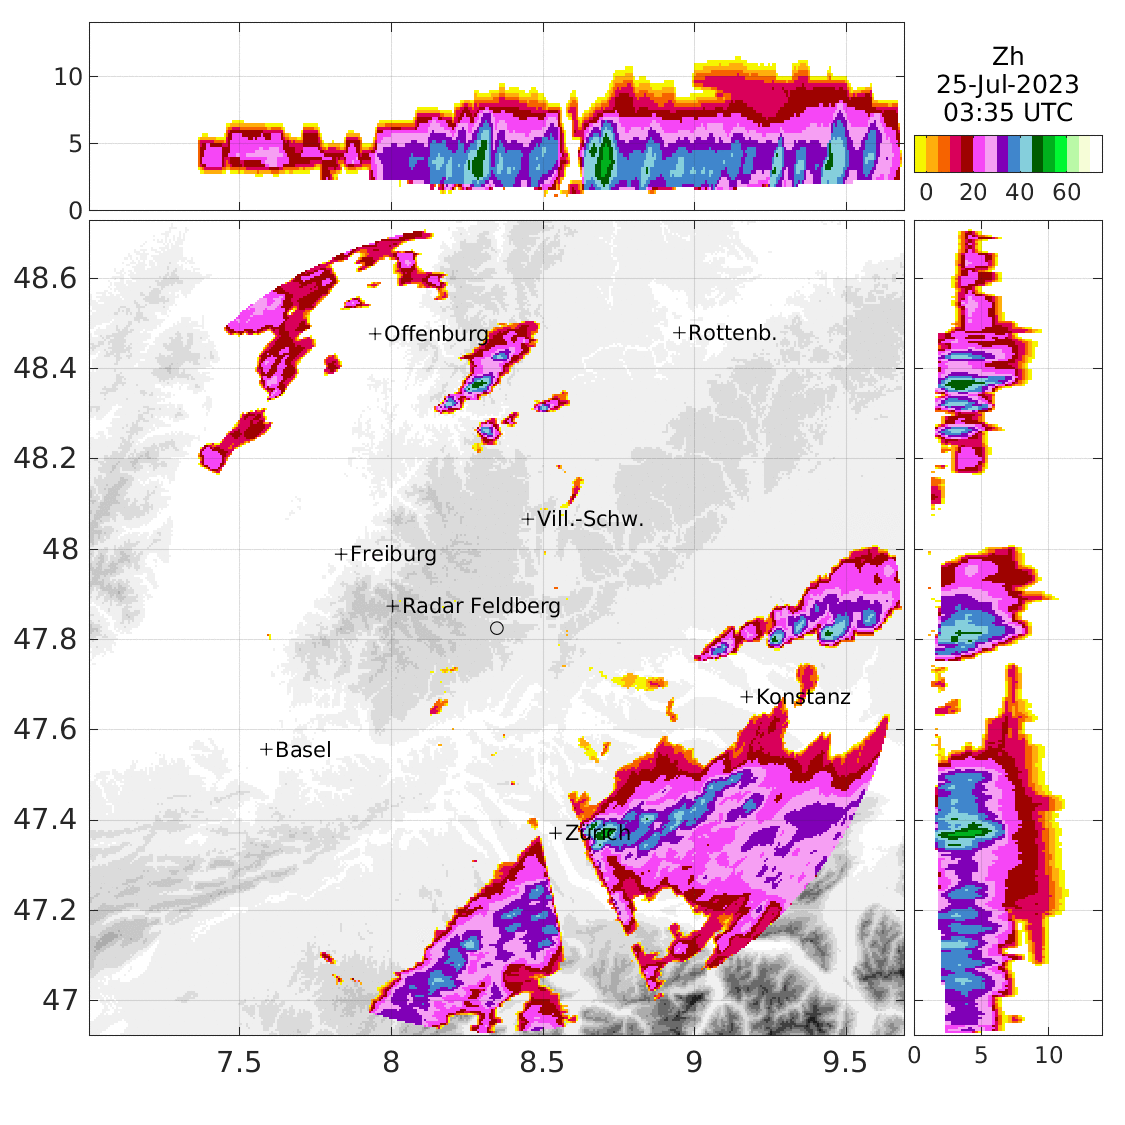 10
5
0
Zh
25-Jul-2023
03:35 UTC
0 20 40 60
48.6
48.4
48.2
48
47.8
47.6
47.4
47.2
47
+Offenburg
+Rottenb.
+Vill.-Schw.
+Freiburg
+Radar Feldberg
+Konstanz
+Basel
+Zürich
7.5 8 8.5 9 9.5
0 5 10